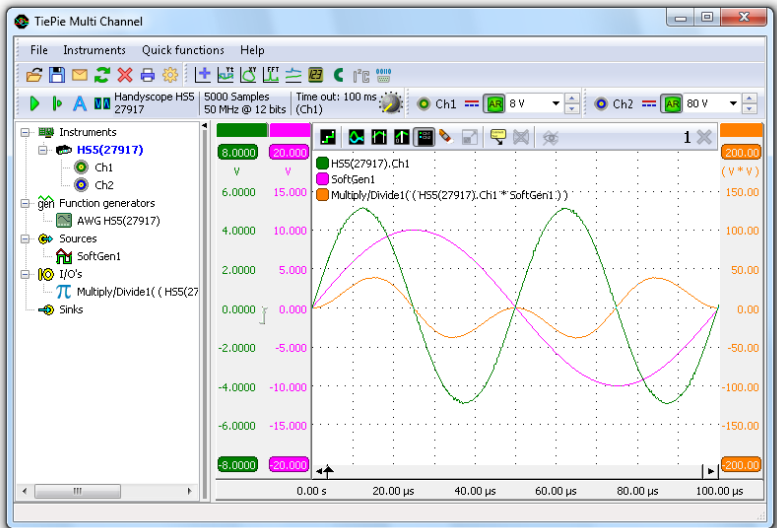 TiePie Multi Channel
File Instruments Quick functions Help
Handyscope HS5 5000 Samples Time out: 100 ms Ch1 AR 8 V Ch2 AR 80 V
27917 50 MHz @ 12 bits (Ch1)
Instruments
HS5(27917)
Ch1
Ch2
gen Function generators
AWG HS5(27917)
Sources
SoftGen1
I/O's
π Multiply/Divide1( ( HS5(27
Sinks
1
HS5(27917).Ch1
SoftGen1
Multiply/Divide1( ( HS5(27917).Ch1 * SoftGen1 ) )
8.0000 20.000 200.00
V V ( V * V )
6.0000 15.000 150.00
4.0000 10.000 100.00
2.0000 5.000 50.00
0.0000 0.000 0.00
-2.0000 -5.000 -50.00
-4.0000 -10.000 -100.00
-6.0000 -15.000 -150.00
-8.0000 -20.000 -200.00
0.00 s 20.00 µs 40.00 µs 60.00 µs 80.00 µs 100.00 µs